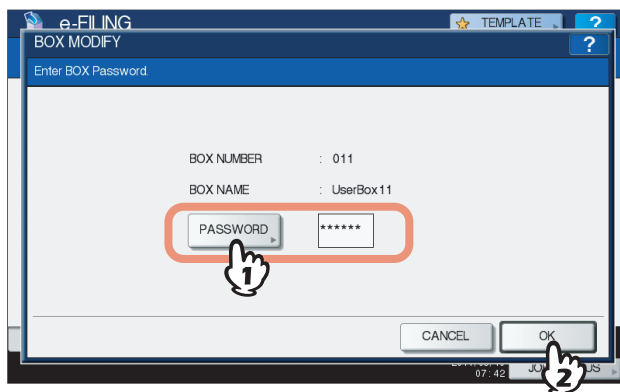 e-FILING
TEMPLATE
?
BOX MODIFY
?
Enter BOX Password.
BOX NUMBER : 011
BOX NAME : UserBox11
PASSWORD ******
1
CANCEL
OK
2
07:42